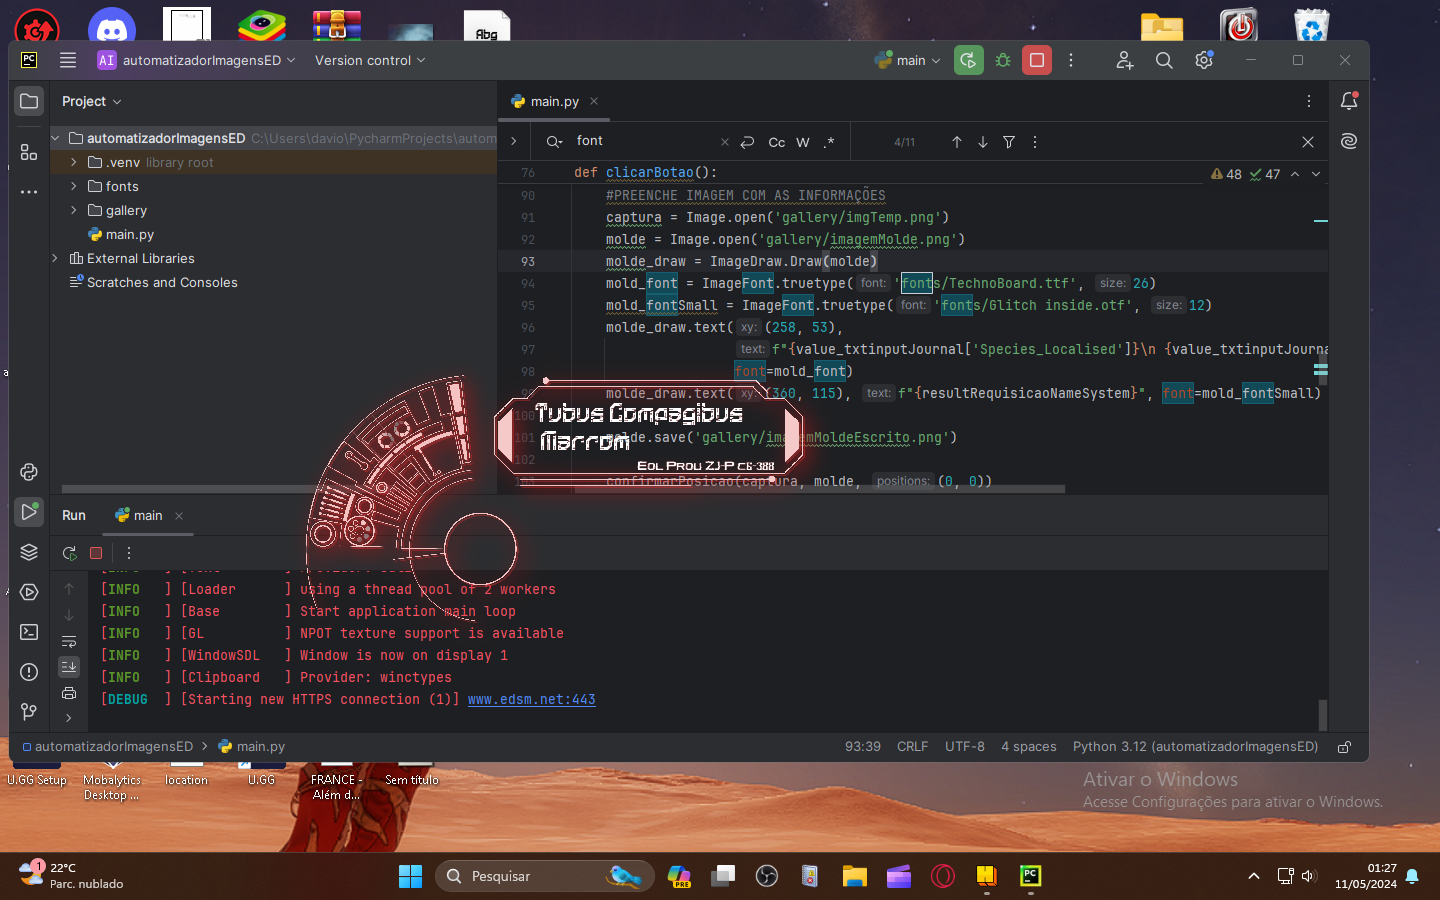 Abg
PC
AI automatizadorImagensED
Version control
main
Project
main.py
automatizadorImagensED C:\Users\davio\PycharmProjects\autom
.venv library root
fonts
gallery
main.py
External Libraries
Scratches and Consoles
font
Cc W .*
4/11
76 def clicarBotao():
48 47
90 #PREENCHE IMAGEM COM AS INFORMAÇÕES
91 captura = Image.open('gallery/imgTemp.png')
92 molde = Image.open('gallery/imagemMolde.png')
93 molde_draw = ImageDraw.Draw(molde)
94 mold_font = ImageFont.truetype( font: 'fonts/TechnoBoard.ttf', size: 26)
95 mold_fontSmall = ImageFont.truetype( font: 'fonts/Glitch inside.otf', size: 12)
96 molde_draw.text( xy: (258, 53),
97 text: f"{value_txtinputJournal['Species_Localised']}\n {value_txtinputJourna
98 font=mold_font)
99 molde_draw.text( xy: (360, 115), text: f"{resultRequisicaoNameSystem}", font=mold_fontSmall)
100
101 molde.save('gallery/imagemMoldeEscrito.png')
102
confirmarPosicao(captura, molde, positions: (0, 0))
Tubus Compagibus
Marrom
Eol Prou ZJ-P c6-388
Run
main
[INFO ] [Loader ] using a thread pool of 2 workers
[INFO ] [Base ] Start application main loop
[INFO ] [GL ] NPOT texture support is available
[INFO ] [WindowSDL ] Window is now on display 1
[INFO ] [Clipboard ] Provider: winctypes
[DEBUG ] [Starting new HTTPS connection (1)] www.edsm.net:443
automatizadorImagensED > main.py
93:39 CRLF UTF-8 4 spaces Python 3.12 (automatizadorImagensED)
U.GG Setup
Mobalytics Desktop ...
location
U.GG
FRANCE - Além d...
Sem título
Ativar o Windows
Acesse Configurações para ativar o Windows.
1
22°C
Parc. nublado
Pesquisar
PRE
PC
01:27
11/05/2024